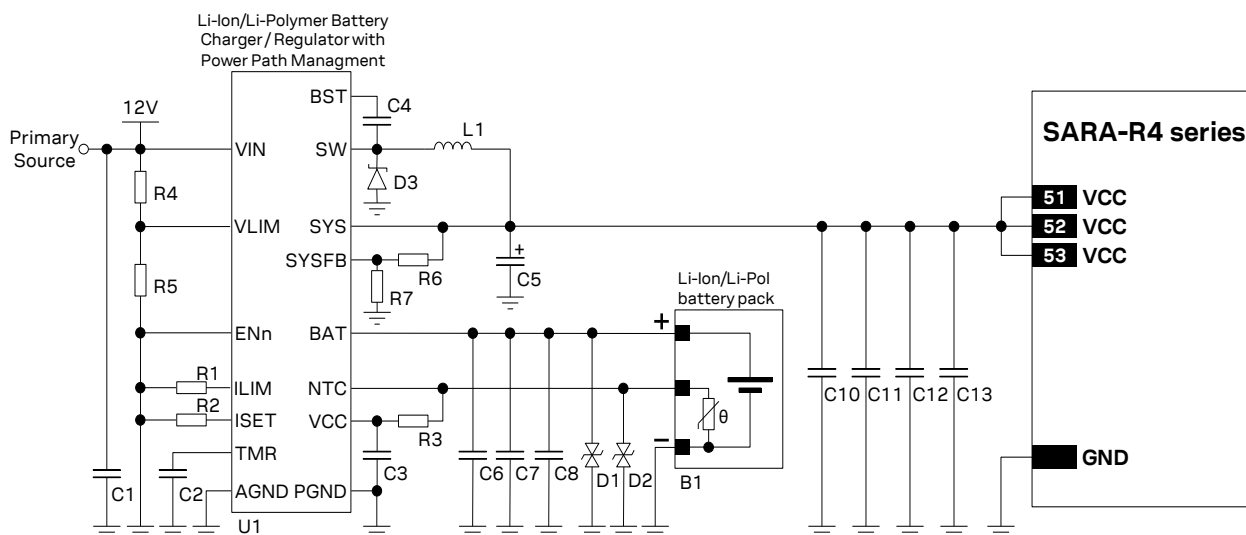 Li-Ion/Li-Polymer Battery
Charger / Regulator with
Power Path Managment
12V
Primary
Source
VIN
VLIM
ENn
ILIM
ISET
TMR
AGND
BST
SW
SYS
SYSFB
BAT
NTC
VCC
PGND
U1
R4
R5
R1
R2
C1
C2
C4
L1
D3
R6
R7
C5
R3
C3
C6
C7
C8
D1
D2
Li-Ion/Li-Pol
battery pack
+
θ
–
B1
C10
C11
C12
C13
+
SARA-R4 series
51 VCC
52 VCC
53 VCC
GND